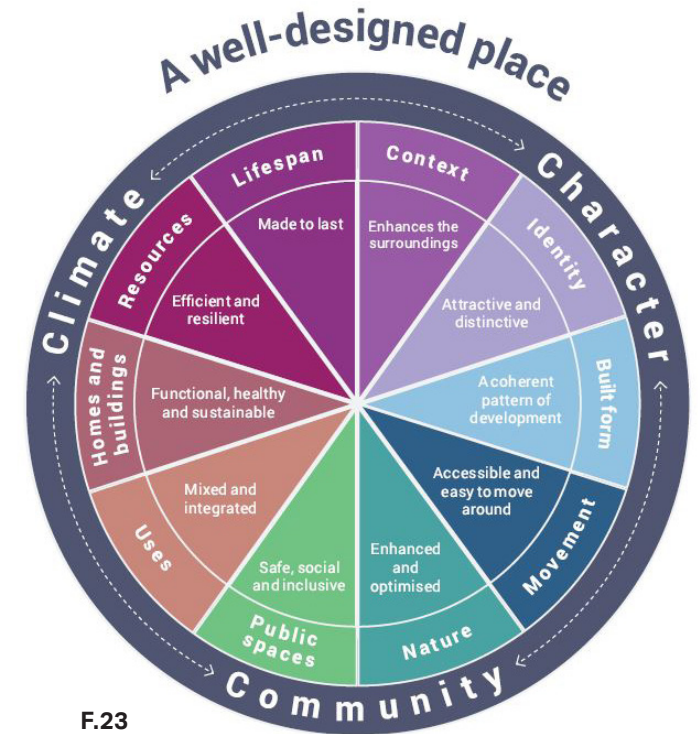 A well-designed place
Climate
Character
Community
Context
Enhances the
surroundings
Identity
Attractive and
distinctive
Built form
A coherent
pattern of
development
Movement
Accessible and
easy to move
around
Nature
Enhanced
and
optimised
Public
spaces
Safe, social
and inclusive
Uses
Mixed and
integrated
Homes and
buildings
Functional, healthy
and sustainable
Resources
Efficient and
resilient
Lifespan
Made to last
F.23